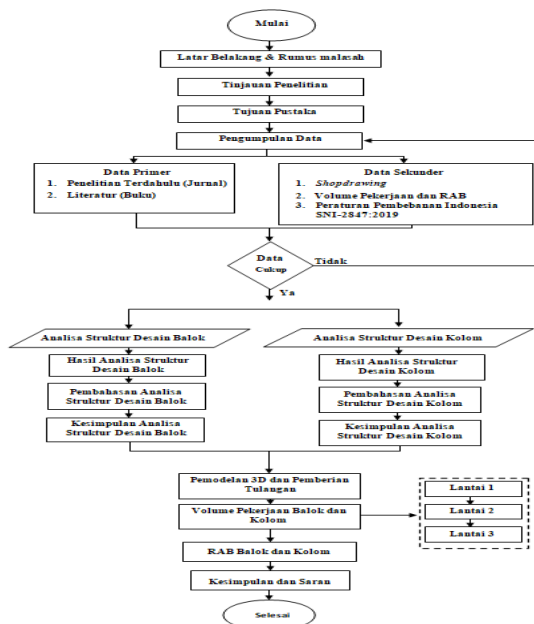 Mulai
Latar Belakang & Rumus malasah
Tinjauan Penelitian
Tujuan Pustaka
Pengumpulan Data
Data Primer
1. Penelitian Terdahulu (Jurnal)
2. Literatur (Buku)
Data Sekunder
1. Shopdrawing
2. Volume Pekerjaan dan RAB
3. Peraturan Pembebanan Indonesia
SNI-2847:2019
Data
Cukup
Tidak
Ya
Analisa Struktur Desain Balok
Hasil Analisa Struktur
Desain Balok
Pembahasan Analisa
Struktur Desain Balok
Kesimpulan Analisa
Struktur Desain Balok
Analisa Struktur Desain Kolom
Hasil Analisa Struktur
Desain Kolom
Pembahasan Analisa
Struktur Desain Kolom
Kesimpulan Analisa
Struktur Desain Kolom
Pemodelan 3D dan Pemberian
Tulangan
Volume Pekerjaan Balok dan
Kolom
Lantai 1
Lantai 2
Lantai 3
RAB Balok dan Kolom
Kesimpulan dan Saran
Selesai